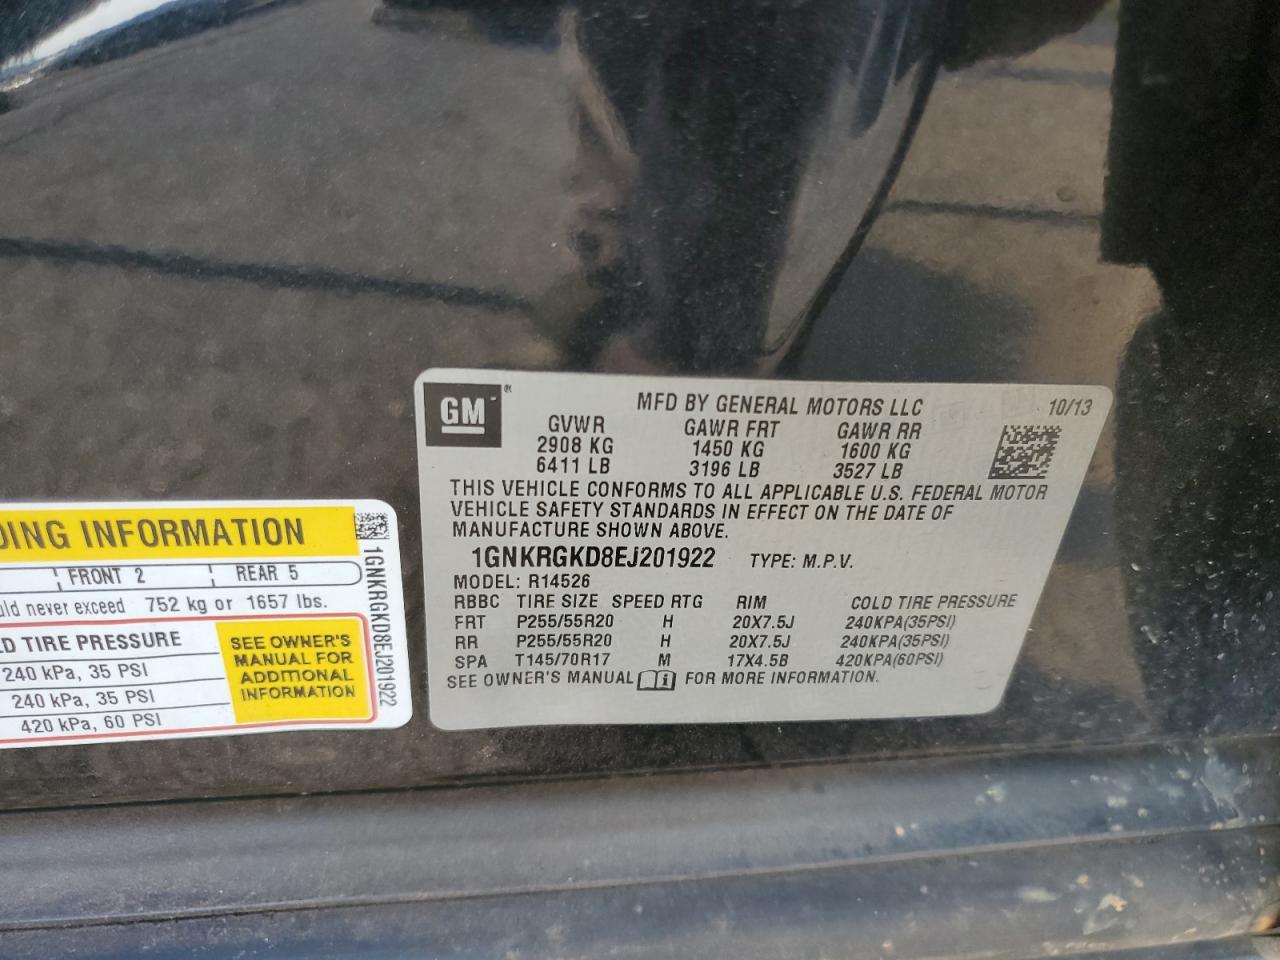 GM®
MFD BY GENERAL MOTORS LLC 10/13
GVWR GAWR FRT GAWR RR
2908 KG 1450 KG 1600 KG
6411 LB 3196 LB 3527 LB
THIS VEHICLE CONFORMS TO ALL APPLICABLE U.S. FEDERAL MOTOR
VEHICLE SAFETY STANDARDS IN EFFECT ON THE DATE OF
MANUFACTURE SHOWN ABOVE.
1GNKRGKD8EJ201922 TYPE: M.P.V.
MODEL: R14526
RBBC TIRE SIZE SPEED RTG RIM COLD TIRE PRESSURE
FRT P255/55R20 H 20X7.5J 240KPA(35PSI)
RR P255/55R20 H 20X7.5J 240KPA(35PSI)
SPA T145/70R17 M 17X4.5B 420KPA(60PSI)
SEE OWNER'S MANUAL FOR MORE INFORMATION.
DING INFORMATION
FRONT 2 REAR 5
uld never exceed 752 kg or 1657 lbs.
D TIRE PRESSURE
240 kPa, 35 PSI
240 kPa, 35 PSI
420 kPa, 60 PSI
SEE OWNER'S
MANUAL FOR
ADDITIONAL
INFORMATION
1GNKRGKD8EJ201922